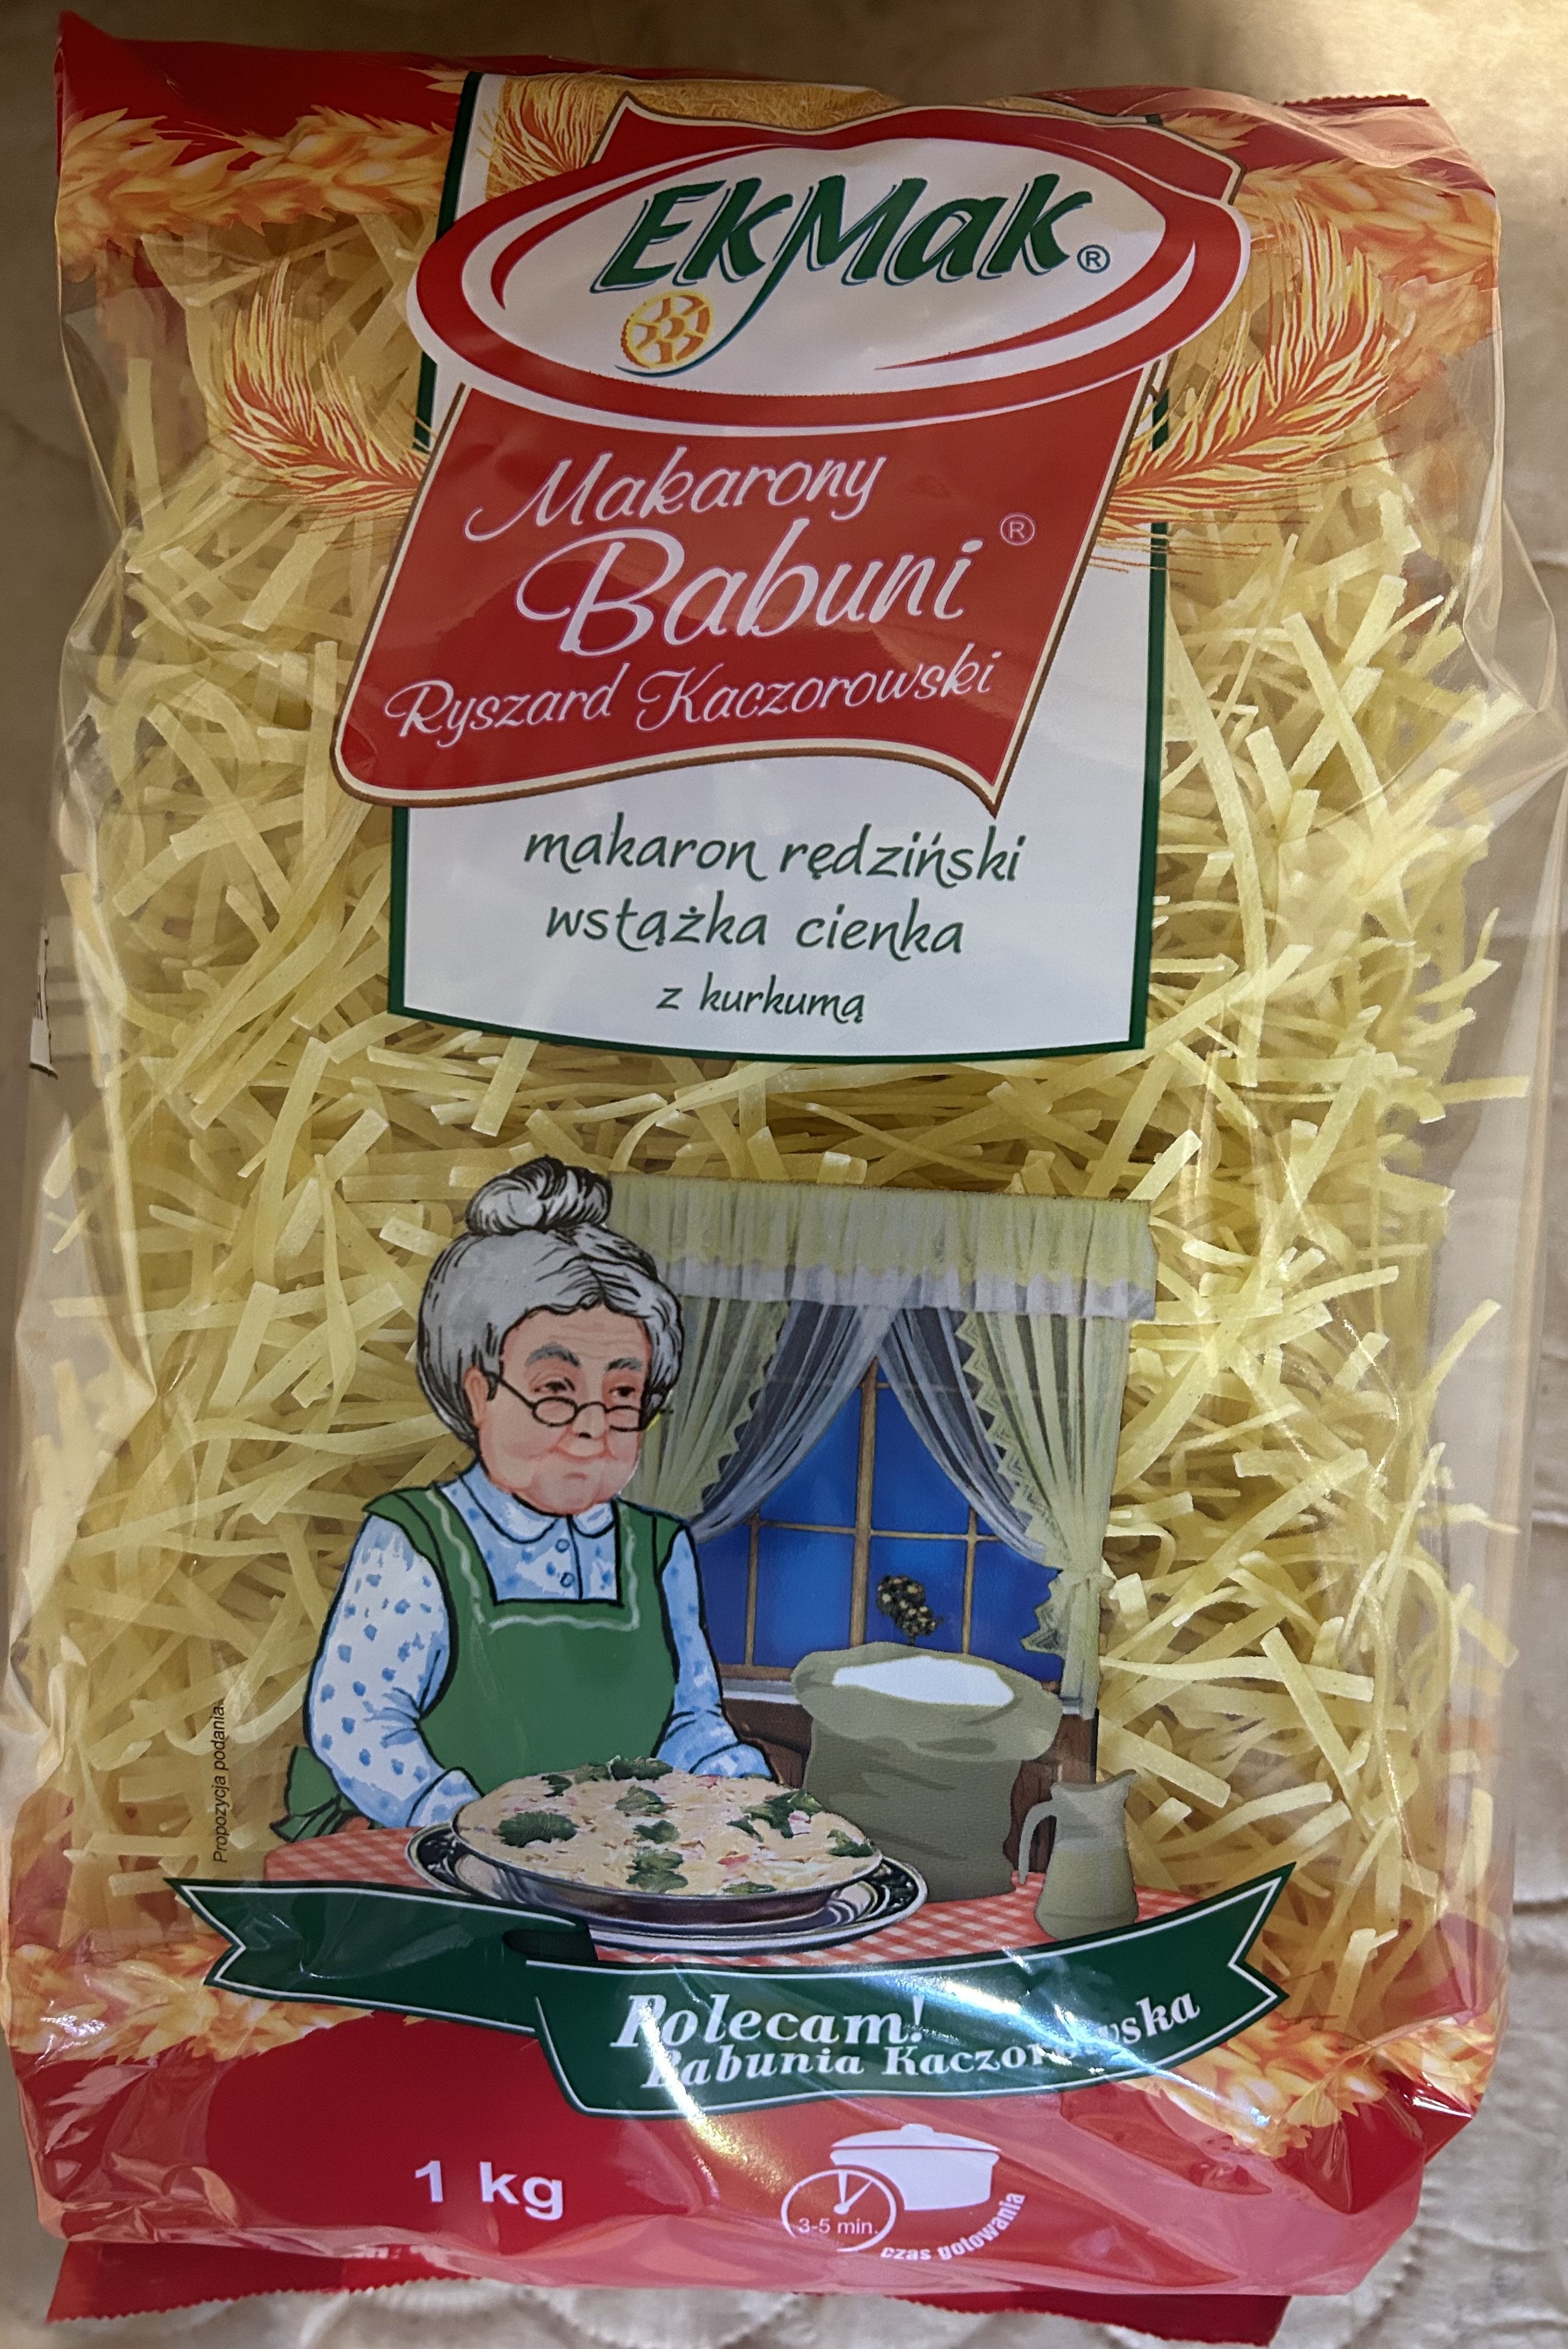 EkMak®
Makarony
Babuni®
Ryszard Kaczorowski
makaron rędziński
wstążka cienka
z kurkumą
Propozycja podania
Polecam!
Babunia Kaczorowska
1 kg
3-5 min.
czas gotowania